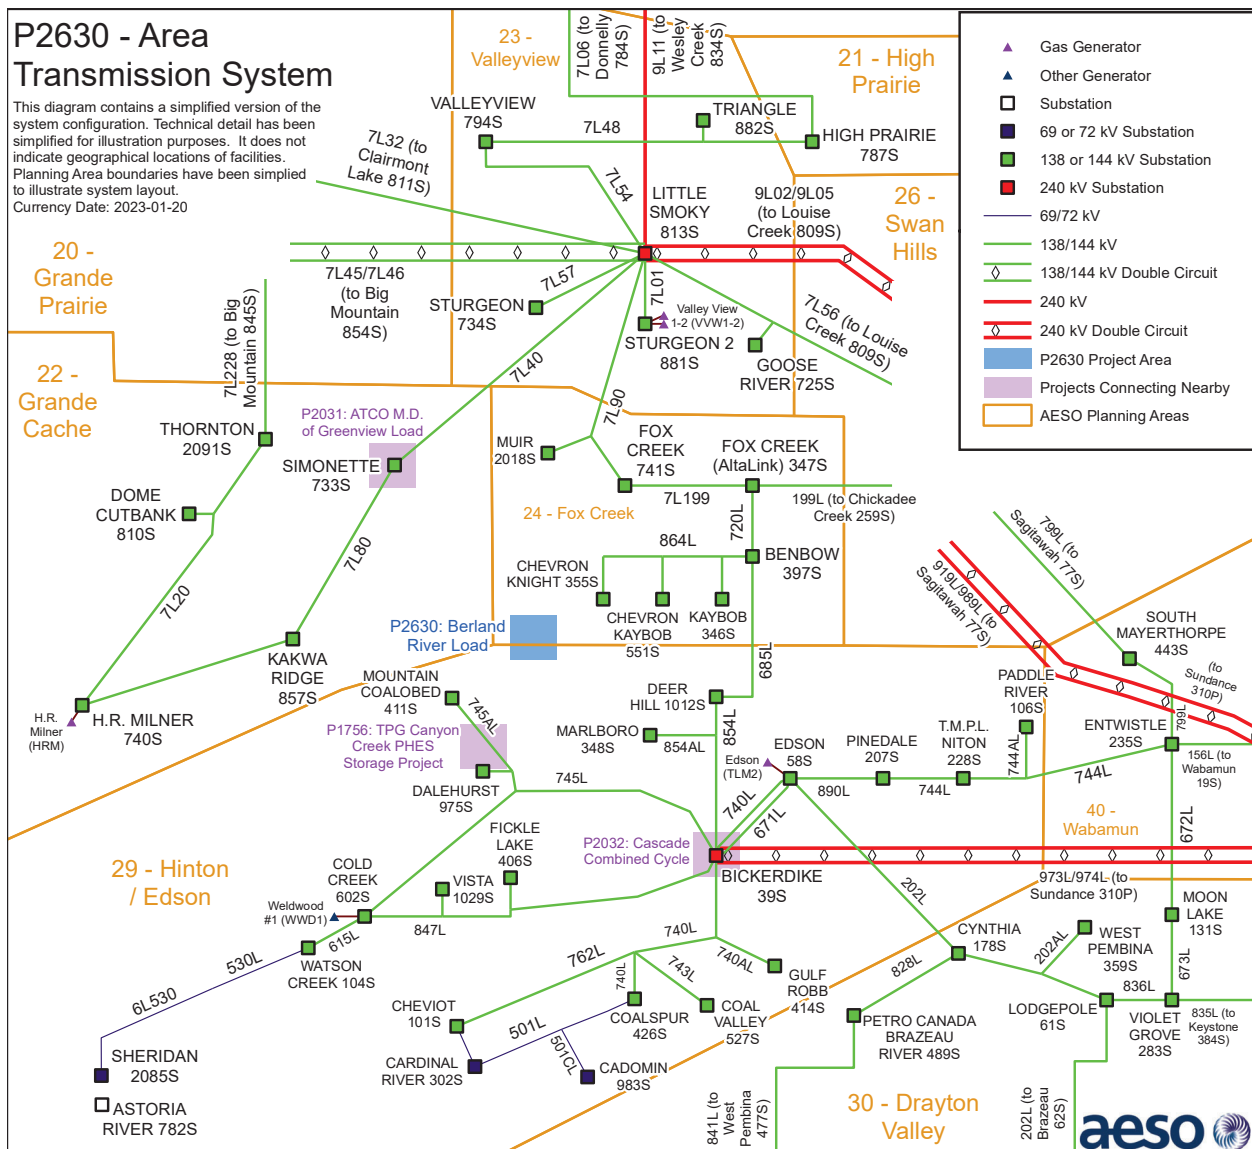 P2630 - Area
Transmission System
This diagram contains a simplified version of the
system configuration. Technical detail has been
simplified for illustration purposes. It does not
indicate geographical locations of facilities.
Planning Area boundaries have been simplied
to illustrate system layout.
Currency Date: 2023-01-20
Gas Generator
Other Generator
Substation
69 or 72 kV Substation
138 or 144 kV Substation
240 kV Substation
69/72 kV
138/144 kV
138/144 kV Double Circuit
240 kV
240 kV Double Circuit
P2630 Project Area
Projects Connecting Nearby
AESO Planning Areas
23 -
Valleyview
7L06 (to
Donnelly
784S)
9L11 (to
Wesley
Creek
834S)
21 - High
Prairie
VALLEYVIEW
794S
7L48
TRIANGLE
882S
HIGH PRAIRIE
787S
7L32 (to
Clairmont
Lake 811S)
7L54
LITTLE
SMOKY
813S
9L02/9L05
(to Louise
Creek 809S)
26 -
Swan
Hills
20 -
Grande
Prairie
7L45/7L46
(to Big
Mountain
854S)
7L57
STURGEON
734S
7L01
Valley View
1-2 (VVW1-2)
STURGEON 2
881S
7L56 (to Louise
Creek 809S)
GOOSE
RIVER 725S
7L228 (to Big
Mountain 845S)
22 -
Grande
Cache
7L40
7L90
P2031: ATCO M.D.
of Greenview Load
THORNTON
2091S
SIMONETTE
733S
MUIR
2018S
FOX
CREEK
741S
FOX CREEK
(AltaLink) 347S
7L199
199L (to Chickadee
Creek 259S)
DOME
CUTBANK
810S
24 - Fox Creek
720L
864L
BENBOW
397S
CHEVRON
KNIGHT 355S
CHEVRON
KAYBOB
551S
KAYBOB
346S
799L (to
Sagitawah 77S)
919L/989L (to
Sagitawah 77S)
7L80
7L20
P2630: Berland
River Load
685L
SOUTH
MAYERTHORPE
443S
KAKWA
RIDGE
857S
H.R.
Milner
(HRM)
H.R. MILNER
740S
MOUNTAIN
COALOBED
411S
745AL
DEER
HILL 1012S
PADDLE
RIVER
106S
(to
Sundance
310P)
799L
P1756: TPG Canyon
Creek PHES
Storage Project
MARLBORO
348S
854AL
854L
EDSON
58S
Edson
(TLM2)
PINEDALE
207S
T.M.P.L.
NITON
228S
744AL
ENTWISTLE
235S
156L (to
Wabamun
19S)
DALEHURST
975S
745L
740L
671L
890L
744L
744L
40 -
Wabamun
672L
29 - Hinton
/ Edson
FICKLE
LAKE
406S
P2032: Cascade
Combined Cycle
BICKERDIKE
39S
COLD
CREEK
602S
VISTA
1029S
973L/974L (to
Sundance 310P)
202L
MOON
LAKE
131S
Weldwood
#1 (WWD1)
847L
615L
WATSON
CREEK 104S
530L
6L530
740L
762L
740L
743L
740AL
GULF
ROBB
414S
CYNTHIA
178S
828L
202AL
WEST
PEMBINA
359S
673L
836L
CHEVIOT
101S
501L
COALSPUR
426S
COAL
VALLEY
527S
PETRO CANADA
BRAZEAU
RIVER 489S
LODGEPOLE
61S
VIOLET
GROVE
283S
835L (to
Keystone
384S)
SHERIDAN
2085S
CARDINAL
RIVER 302S
501CL
CADOMIN
983S
ASTORIA
RIVER 782S
841L (to
West
Pembina
477S)
30 - Drayton
Valley
202L (to
Brazeau
62S)
aeso